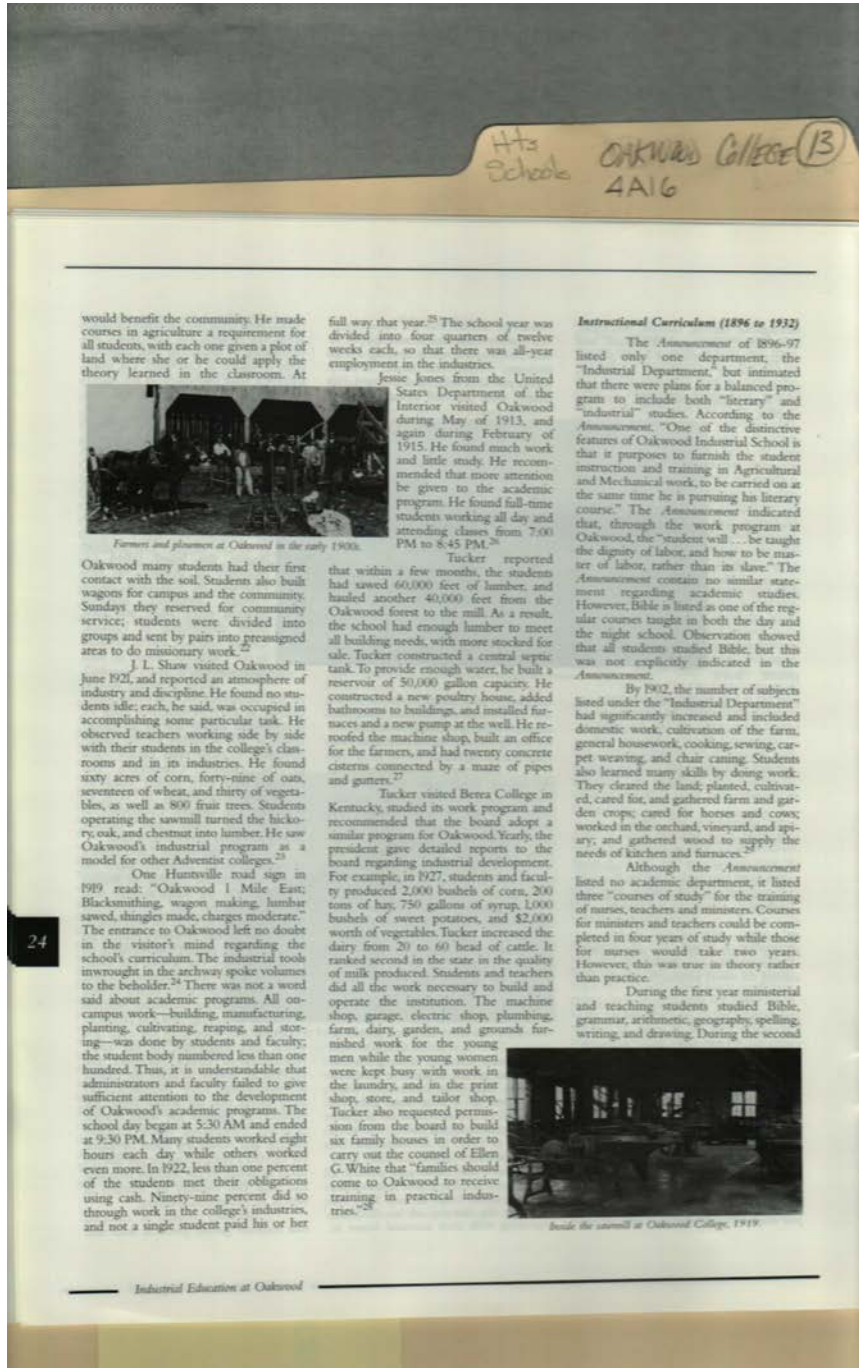 Hts
Schools
OAKWOOD COllEGE 13
4A16
would benefit the community. He made
courses in agriculture a requirement for
all students, with each one given a plot of
land where she or he could apply the
theory learned in the classroom. At
Farmers and plowmen at Oakwood in the early 1900s.
Oakwood many students had their first
contact with the soil. Students also built
wagons for campus and the community.
Sundays they reserved for community
service; students were divided into
groups and sent by pairs into preassigned
areas to do missionary work.22
J. L. Shaw visited Oakwood in
June 1921, and reported an atmosphere of
industry and discipline. He found no stu-
dents idle; each, he said, was occupied in
accomplishing some particular task. He
observed teachers working side by side
with their students in the college's class-
rooms and in its industries. He found
sixty acres of corn, forty-nine of oats,
seventeen of wheat, and thirty of vegeta-
bles, as well as 800 fruit trees. Students
operating the sawmill turned the hicko-
ry, oak, and chestnut into lumber. He saw
Oakwood's industrial program as a
model for other Adventist colleges.23
One Huntsville road sign in
1919 read: "Oakwood 1 Mile East;
Blacksmithing, wagon making, lumbar
sawed, shingles made, charges moderate."
The entrance to Oakwood left no doubt
in the visitor's mind regarding the
school's curriculum. The industrial tools
inwrought in the archway spoke volumes
to the beholder.24 There was not a word
said about academic programs. All on-
campus work—building, manufacturing,
planting, cultivating, reaping, and stor-
ing—was done by students and faculty;
the student body numbered less than one
hundred. Thus, it is understandable that
administrators and faculty failed to give
sufficient attention to the development
of Oakwood's academic programs. The
school day began at 5:30 AM and ended
at 9:30 PM. Many students worked eight
hours each day while others worked
even more. In 1922, less than one percent
of the students met their obligations
using cash. Ninety-nine percent did so
through work in the college's industries,
and not a single student paid his or her
full way that year.25 The school year was
divided into four quarters of twelve
weeks each, so that there was all-year
employment in the industries.
Jessie Jones from the United
States Department of the
Interior visited Oakwood
during May of 1913, and
again during February of
1915. He found much work
and little study. He recom-
mended that more attention
be given to the academic
program. He found full-time
students working all day and
attending classes from 7:00
PM to 8:45 PM.26
Tucker reported
that within a few months, the students
had sawed 60,000 feet of lumber, and
hauled another 40,000 feet from the
Oakwood forest to the mill. As a result,
the school had enough lumber to meet
all building needs, with more stocked for
sale. Tucker constructed a central septic
tank. To provide enough water, he built a
reservoir of 50,000 gallon capacity. He
constructed a new poultry house, added
bathrooms to buildings, and installed fur-
naces and a new pump at the well. He re-
roofed the machine shop, built an office
for the farmers, and had twenty concrete
cisterns connected by a maze of pipes
and gutters.27
Tucker visited Berea College in
Kentucky, studied its work program and
recommended that the board adopt a
similar program for Oakwood. Yearly, the
president gave detailed reports to the
board regarding industrial development.
For example, in 1927, students and facul-
ty produced 2,000 bushels of corn, 200
tons of hay, 750 gallons of syrup, 1,000
bushels of sweet potatoes, and $2,000
worth of vegetables. Tucker increased the
dairy from 20 to 60 head of cattle. It
ranked second in the state in the quality
of milk produced. Students and teachers
did all the work necessary to build and
operate the institution. The machine
shop, garage, electric shop, plumbing,
farm, dairy, garden, and grounds fur-
nished work for the young
men while the young women
were kept busy with work in
the laundry, and in the print
shop, store, and tailor shop.
Tucker also requested permis-
sion from the board to build
six family houses in order to
carry out the counsel of Ellen
G. White that "families should
come to Oakwood to receive
training in practical indus-
tries."28
Instructional Curriculum (1896 to 1932)
The Announcement of 1896-97
listed only one department, the
"Industrial Department," but intimated
that there were plans for a balanced pro-
gram to include both "literary" and
"industrial" studies. According to the
Announcement, "One of the distinctive
features of Oakwood Industrial School is
that it purposes to furnish the student
instruction and training in Agricultural
and Mechanical work, to be carried on at
the same time he is pursuing his literary
course." The Announcement indicated
that, through the work program at
Oakwood, the "student will . . . be taught
the dignity of labor, and how to be mas-
ter of labor, rather than its slave." The
Announcement contain no similar state-
ment regarding academic studies.
However, Bible is listed as one of the reg-
ular courses taught in both the day and
the night school. Observation showed
that all students studied Bible, but this
was not explicitly indicated in the
Announcement.
By 1902, the number of subjects
listed under the "Industrial Department"
had significantly increased and included
domestic work, cultivation of the farm,
general housework, cooking, sewing, car-
pet weaving, and chair caning. Students
also learned many skills by doing work.
They cleared the land; planted, cultivat-
ed, cared for, and gathered farm and gar-
den crops; cared for horses and cows;
worked in the orchard, vineyard, and api-
ary; and gathered wood to supply the
needs of kitchen and furnaces.29
Although the Announcement
listed no academic department, it listed
three "courses of study" for the training
of nurses, teachers and ministers. Courses
for ministers and teachers could be com-
pleted in four years of study while those
for nurses would take two years.
However, this was true in theory rather
than practice.
During the first year ministerial
and teaching students studied Bible,
grammar, arithmetic, geography, spelling,
writing, and drawing. During the second
Inside the sawmill at Oakwood College, 1919.
24
Industrial Education at Oakwood